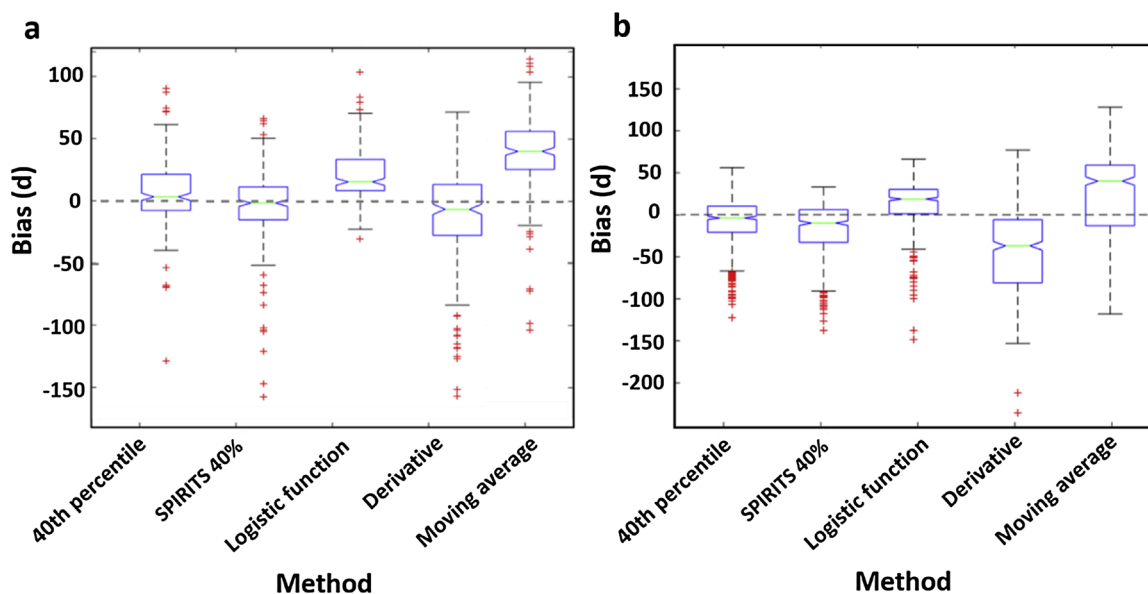 a
100
50
0
-50
-100
-150
Bias (d)
40th percentile
SPIRITS 40%
Logistic function
Derivative
Moving average
Method
b
150
100
50
0
-50
-100
-150
-200
Bias (d)
40th percentile
SPIRITS 40%
Logistic function
Derivative
Moving average
Method